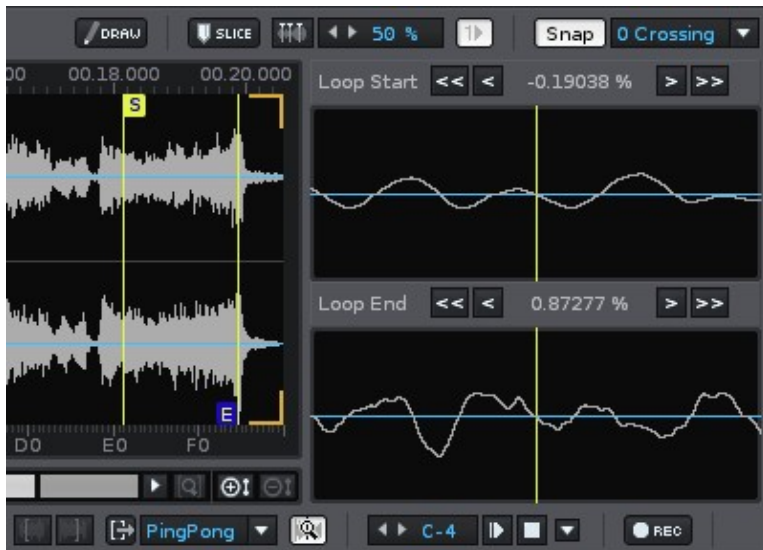 DRAW SLICE 50 % 1 Snap 0 Crossing
00 00.18.000 00.20.000
Loop Start << < -0.19038 % > >>
S
Loop End << < 0.87277 % > >>
E
D0 E0 F0
PingPong C-4 REC